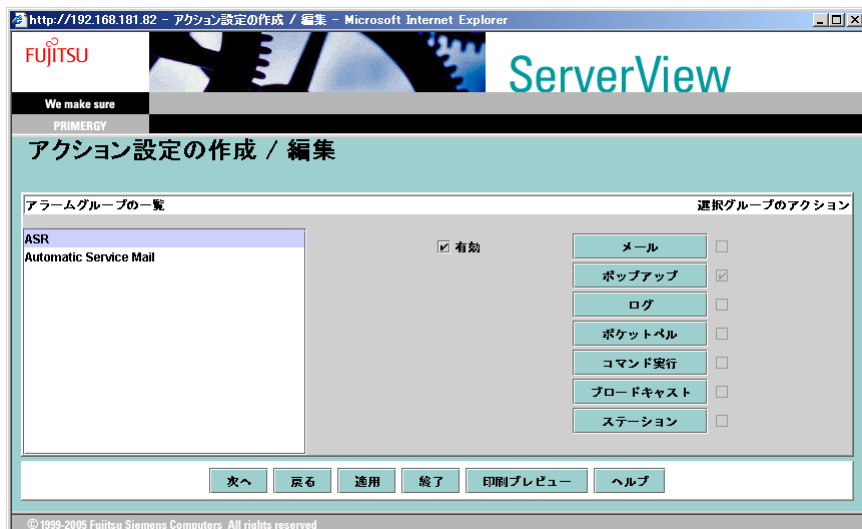 http://192.168.181.82 - アクション設定の作成 / 編集 - Microsoft Internet Explorer
FUJITSU
ServerView
We make sure
PRIMERGY
アクション設定の作成 / 編集
アラームグループの一覧
選択グループのアクション
ASR
Automatic Service Mail
有効
メール
ポップアップ
ログ
ポケットベル
コマンド実行
ブロードキャスト
ステーション
次へ 戻る 適用 終了 印刷プレビュー ヘルプ
© 1999-2005 Fujitsu Siemens Computers All rights reserved